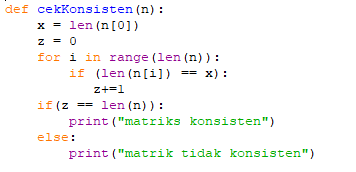 def cekKonsisten(n):
    x = len(n[0])
    z = 0
    for i in range(len(n)):
        if (len(n[i]) == x):
           z+=1
    if(z == len(n)):
        print("matriks konsisten")
    else:
        print("matrik tidak konsisten")